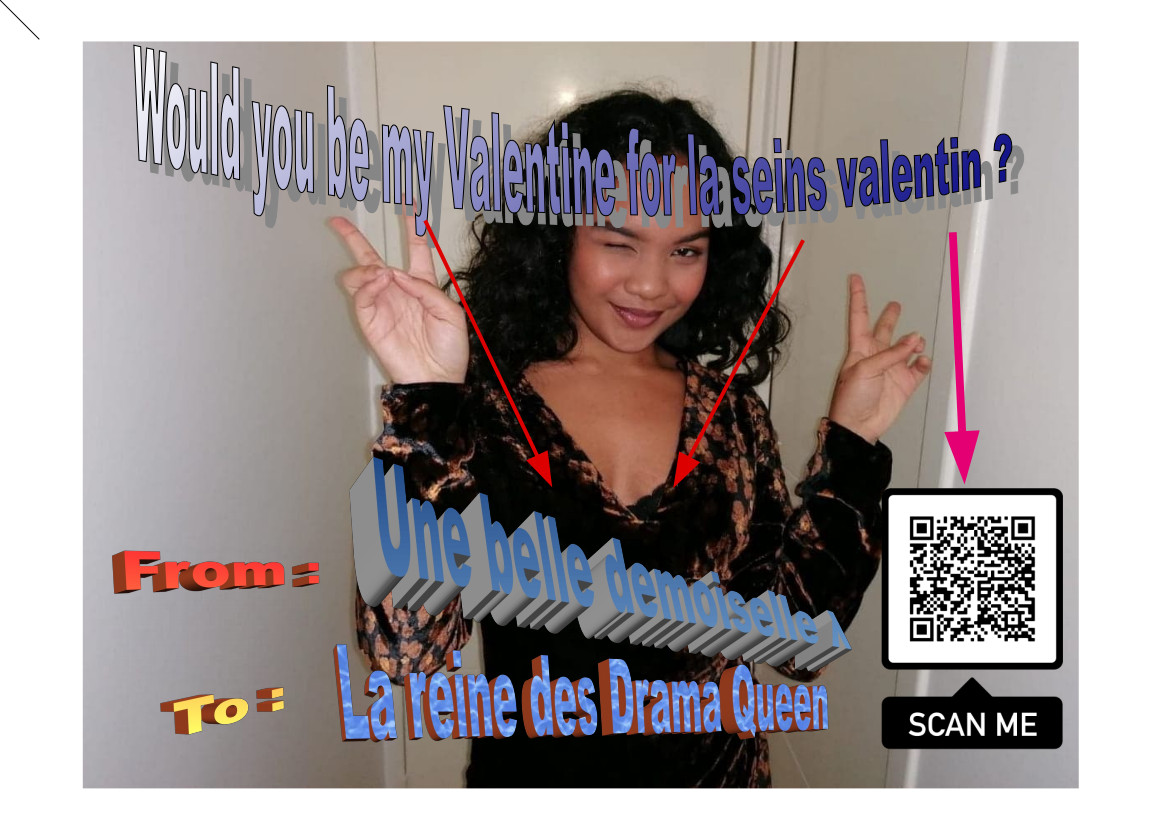 Would you be my Valentine for la seins valentin ?
From :
Une belle demoiselle
To :
La reine des Drama Queen
SCAN ME